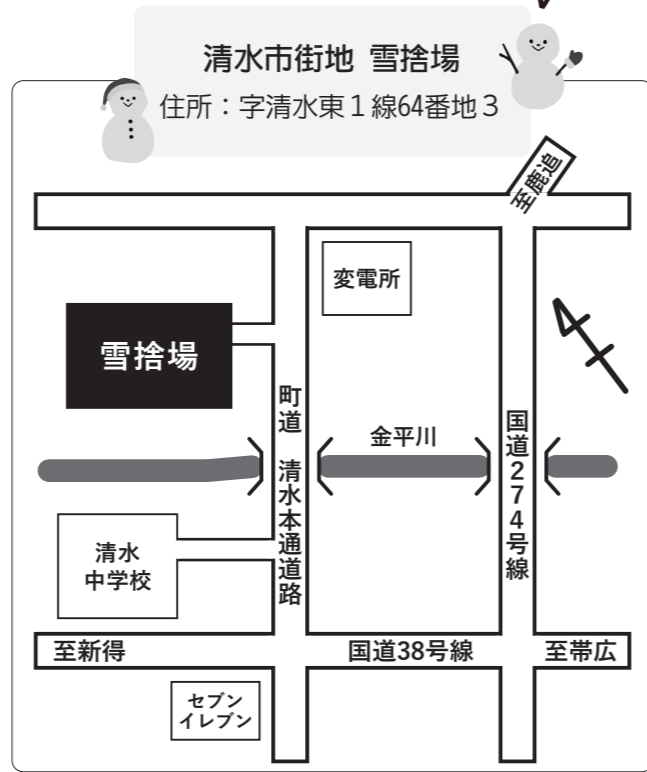 清水市街地 雪捨場
住所：字清水東１線64番地３
至鹿追
変電所
雪捨場
町道 清水本通道路
金平川
国道274号線
清水
中学校
至新得
国道38号線
至帯広
セブン
イレブン